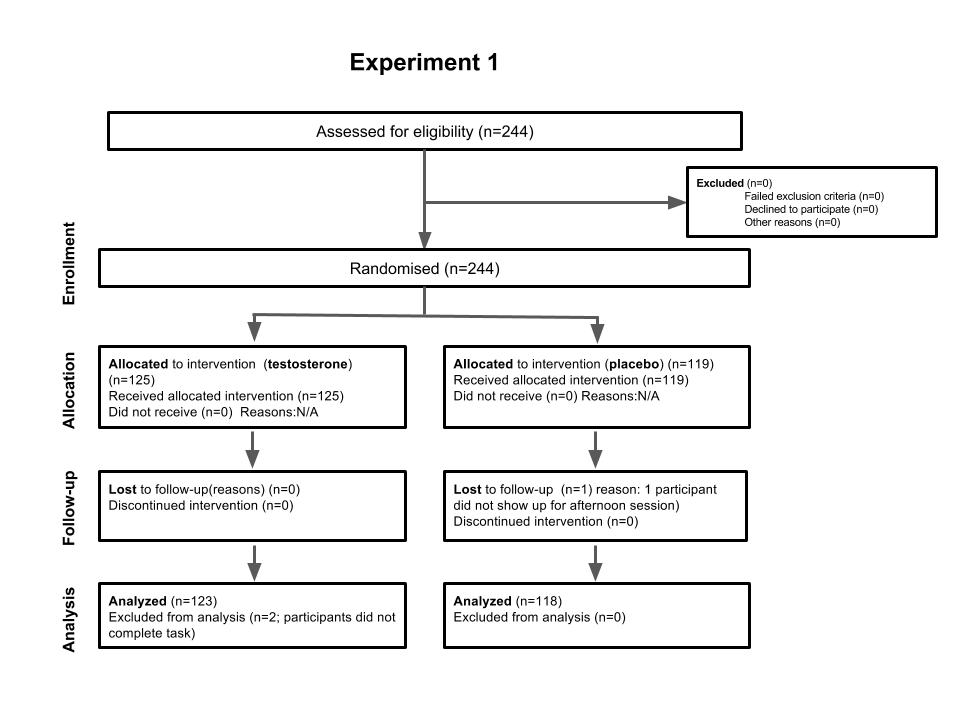 Experiment 1
Assessed for eligibility (n=244)
Excluded (n=0)
Failed exclusion criteria (n=0)
Declined to participate (n=0)
Other reasons (n=0)
Enrollment
Randomised (n=244)
Allocation
Allocated to intervention (testosterone)
(n=125)
Received allocated intervention (n=125)
Did not receive (n=0) Reasons:N/A
Allocated to intervention (placebo) (n=119)
Received allocated intervention (n=119)
Did not receive (n=0) Reasons:N/A
Follow-up
Lost to follow-up(reasons) (n=0)
Discontinued intervention (n=0)
Lost to follow-up (n=1) reason: 1 participant
did not show up for afternoon session)
Discontinued intervention (n=0)
Analysis
Analyzed (n=123)
Excluded from analysis (n=2; participants did not
complete task)
Analyzed (n=118)
Excluded from analysis (n=0)